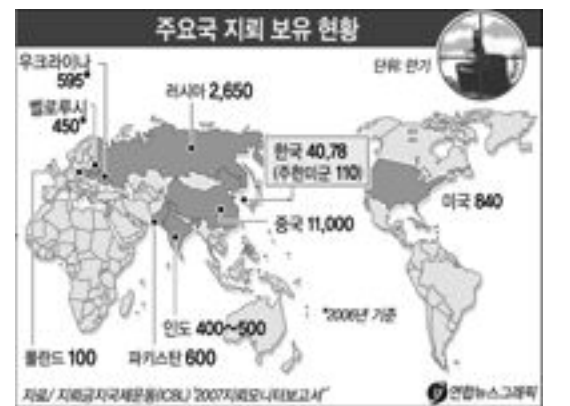 주요국 지뢰 보유 현황
단위: 만기
우크라이나
595*
벨로루시
450*
러시아 2,650
한국 40.78
(주한미군 110)
중국 11,000
미국 840
인도 400~500
*2006년 기준
폴란드 100
파키스탄 600
자료/ 지뢰금지국제운동(ICBL) '2007지뢰모니터보고서'
연합뉴스그래픽